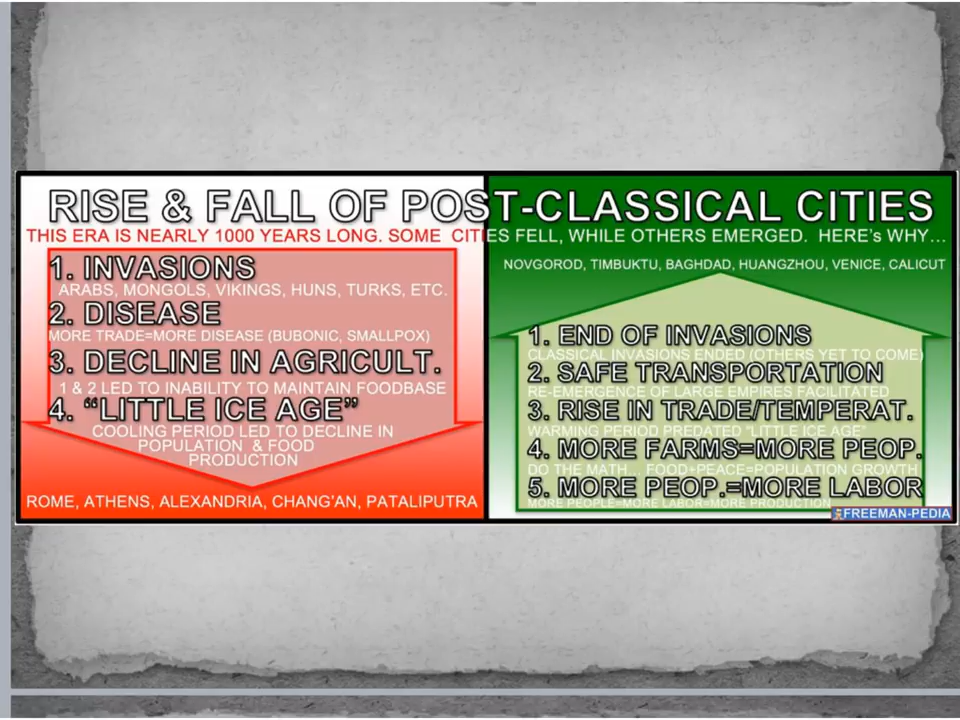 RISE & FALL OF POST-CLASSICAL CITIES
THIS ERA IS NEARLY 1000 YEARS LONG. SOME CITIES FELL, WHILE OTHERS EMERGED. HERE's WHY...
1. INVASIONS
ARABS, MONGOLS, VIKINGS, HUNS, TURKS, ETC.
2. DISEASE
MORE TRADE=MORE DISEASE (BUBONIC, SMALLPOX)
3. DECLINE IN AGRICULT.
1 & 2 LED TO INABILITY TO MAINTAIN FOODBASE
4. “LITTLE ICE AGE”
COOLING PERIOD LED TO DECLINE IN
POPULATION & FOOD
PRODUCTION
ROME, ATHENS, ALEXANDRIA, CHANG'AN, PATALIPUTRA
NOVGOROD, TIMBUKTU, BAGHDAD, HUANGZHOU, VENICE, CALICUT
1. END OF INVASIONS
CLASSICAL INVASIONS ENDED (OTHERS YET TO COME)
2. SAFE TRANSPORTATION
RE-EMERGENCE OF LARGE EMPIRES FACILITATED
3. RISE IN TRADE/TEMPERAT.
WARMING PERIOD PREDATED “LITTLE ICE AGE”
4. MORE FARMS=MORE PEOP.
DO THE MATH... FOOD+PEACE=POPULATION GROWTH
5. MORE PEOP.=MORE LABOR
MORE PEOPLE=MORE LABOR=MORE PRODUCTION
FREEMAN-PEDIA